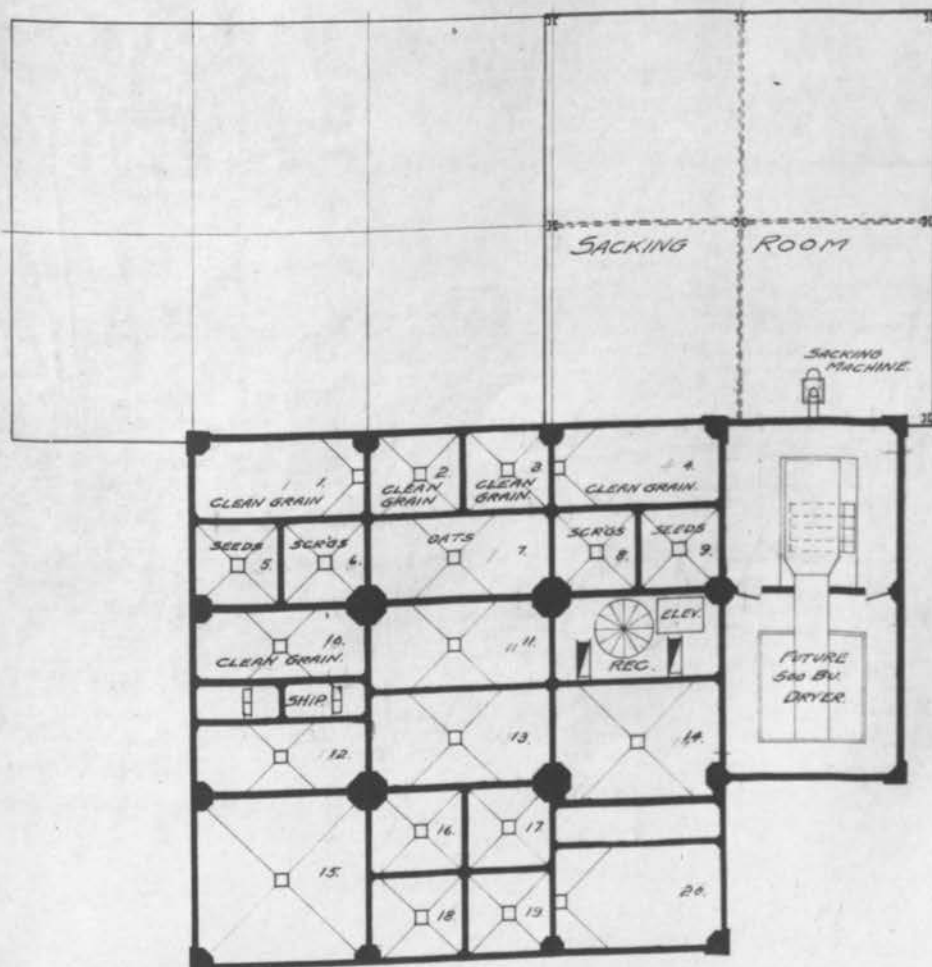 SACKING ROOM
SACKING
MACHINE.
1.
CLEAN GRAIN
2.
CLEAN
GRAIN
3.
CLEAN
GRAIN.
4.
CLEAN GRAIN.
SEEDS
5.
SCR'GS
6.
OATS
7.
SCR'GS
8.
SEEDS
9.
10.
CLEAN GRAIN.
11.
ELEV.
REC.
FUTURE
500 BU.
DRYER.
SHIP.
12.
13.
14.
15.
16.
17.
18
19.
20.